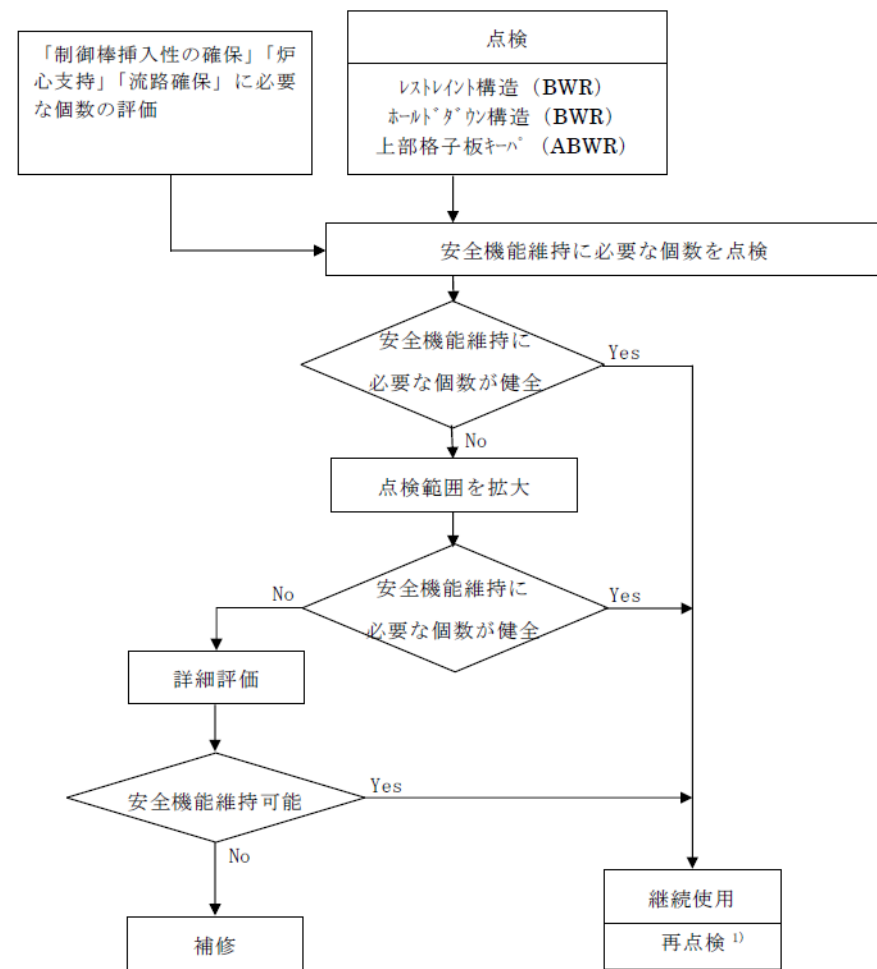 「制御棒挿入性の確保」「炉
心支持」「流路確保」に必要
な個数の評価
点検
ﾚｽﾄﾚｲﾝﾄ構造（BWR）
ﾎｰﾙﾄﾞﾀﾞｳﾝ構造（BWR）
上部格子板ｷｰﾊﾟ（ABWR）
安全機能維持に必要な個数を点検
安全機能維持に
必要な個数が健全
Yes
No
点検範囲を拡大
安全機能維持に
必要な個数が健全
No
Yes
詳細評価
安全機能維持可能
Yes
No
補修
継続使用
再点検 1)